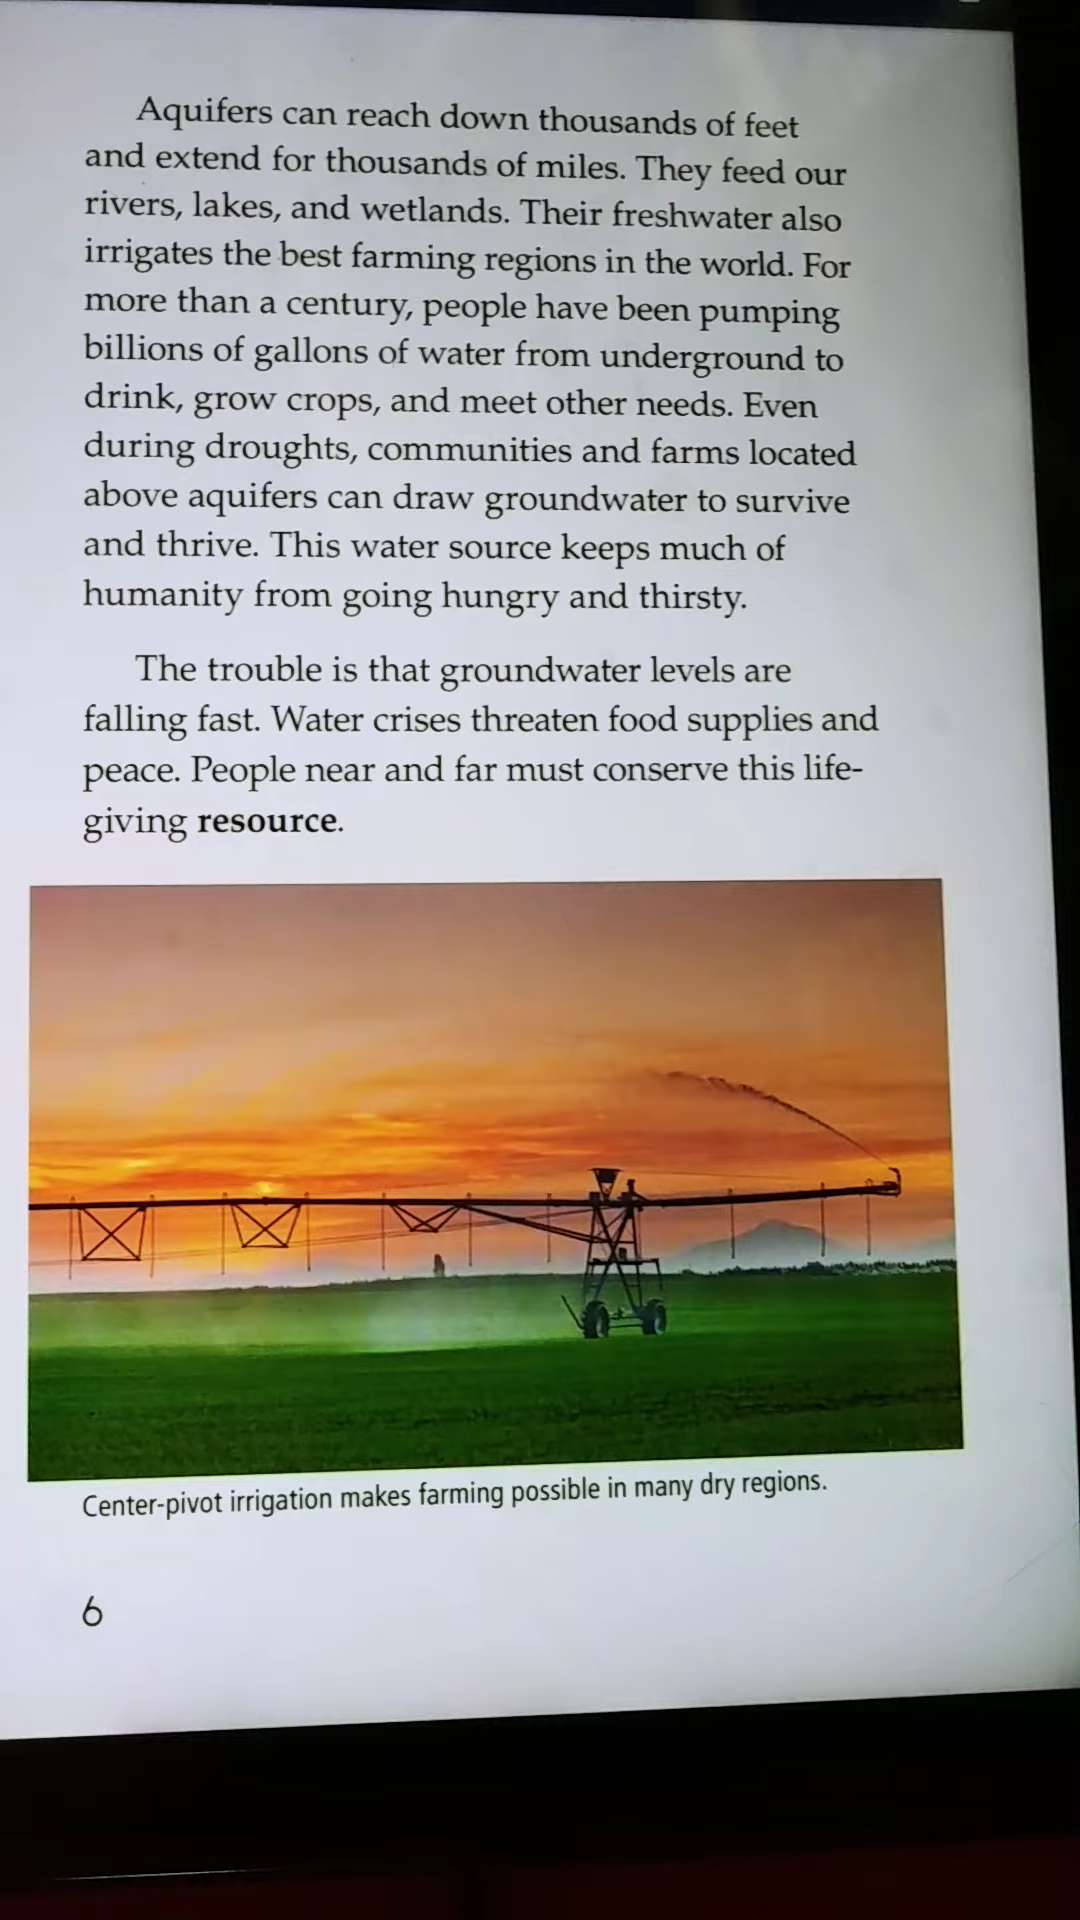 Aquifers can reach down thousands of feet
and extend for thousands of miles. They feed our
rivers, lakes, and wetlands. Their freshwater also
irrigates the best farming regions in the world. For
more than a century, people have been pumping
billions of gallons of water from underground to
drink, grow crops, and meet other needs. Even
during droughts, communities and farms located
above aquifers can draw groundwater to survive
and thrive. This water source keeps much of
humanity from going hungry and thirsty.
The trouble is that groundwater levels are
falling fast. Water crises threaten food supplies and
peace. People near and far must conserve this life-
giving resource.
Center-pivot irrigation makes farming possible in many dry regions.
6